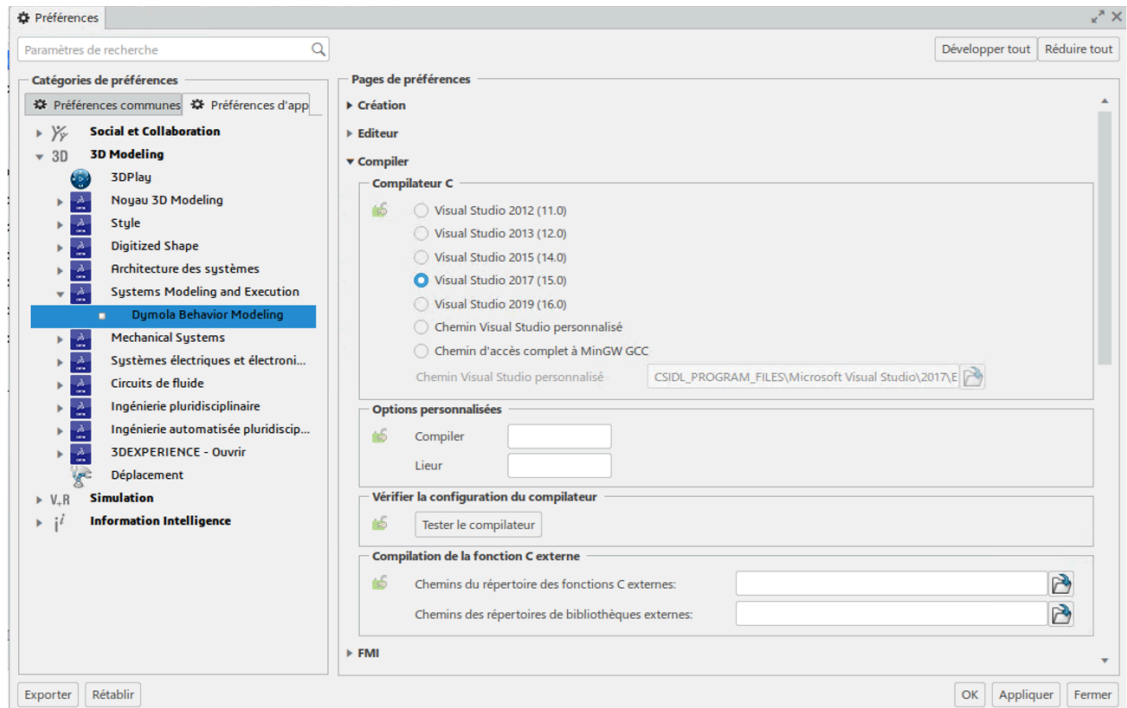 Préférences
Paramètres de recherche
Développer tout
Réduire tout
Catégories de préférences
Préférences communes
Préférences d'app
Social et Collaboration
3D 3D Modeling
3DPlay
Noyau 3D Modeling
Style
Digitized Shape
Architecture des systèmes
Systems Modeling and Execution
Dymola Behavior Modeling
Mechanical Systems
Systèmes électriques et électroni...
Circuits de fluide
Ingénierie pluridisciplinaire
Ingénierie automatisée pluridiscip...
3DEXPERIENCE - Ouvrir
Déplacement
V+R Simulation
i Information Intelligence
Pages de préférences
Création
Editeur
Compiler
Compilateur C
Visual Studio 2012 (11.0)
Visual Studio 2013 (12.0)
Visual Studio 2015 (14.0)
Visual Studio 2017 (15.0)
Visual Studio 2019 (16.0)
Chemin Visual Studio personnalisé
Chemin d'accès complet à MinGW GCC
Chemin Visual Studio personnalisé CSIDL_PROGRAM_FILES\Microsoft Visual Studio\2017\E
Options personnalisées
Compiler
Lieur
Vérifier la configuration du compilateur
Tester le compilateur
Compilation de la fonction C externe
Chemins du répertoire des fonctions C externes:
Chemins des répertoires de bibliothèques externes:
FMI
Exporter
Rétablir
OK
Appliquer
Fermer